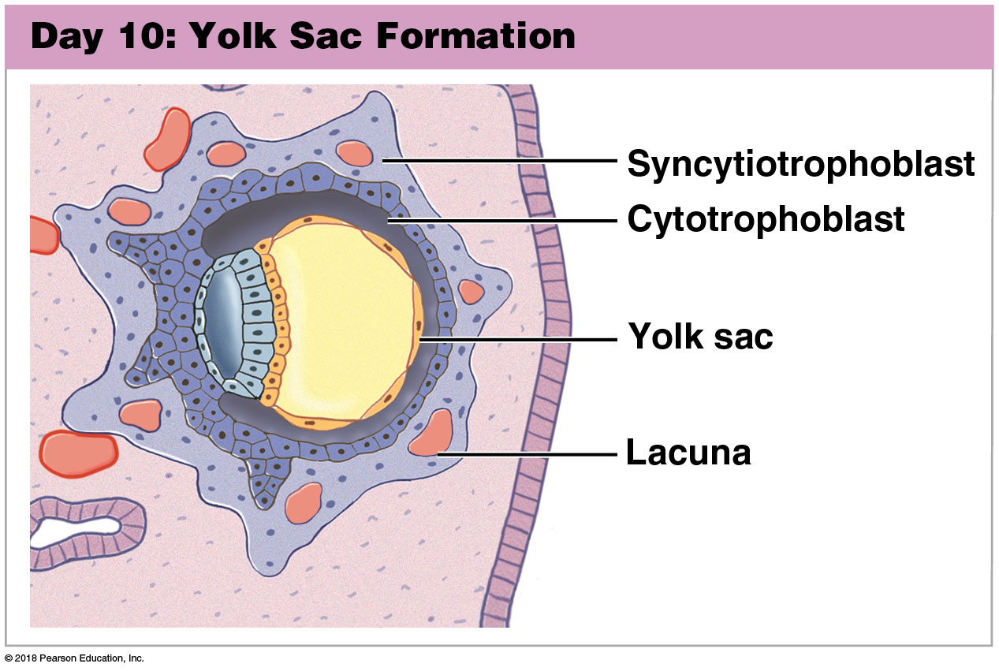 Day 10: Yolk Sac Formation
Syncytiotrophoblast
Cytotrophoblast
Yolk sac
Lacuna
© 2018 Pearson Education, Inc.